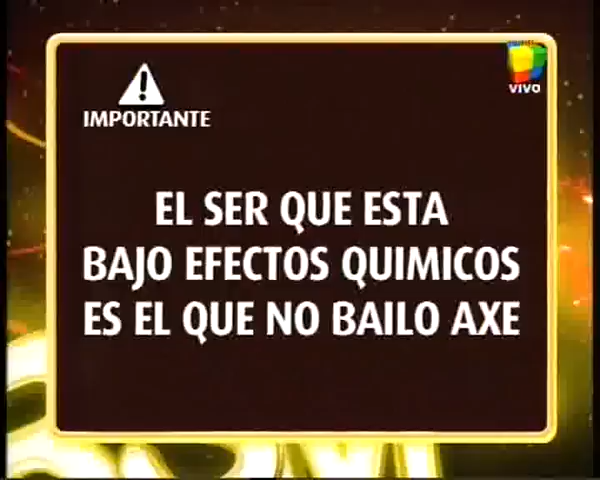 VIVO
IMPORTANTE
EL SER QUE ESTA
BAJO EFECTOS QUIMICOS
ES EL QUE NO BAILO AXE